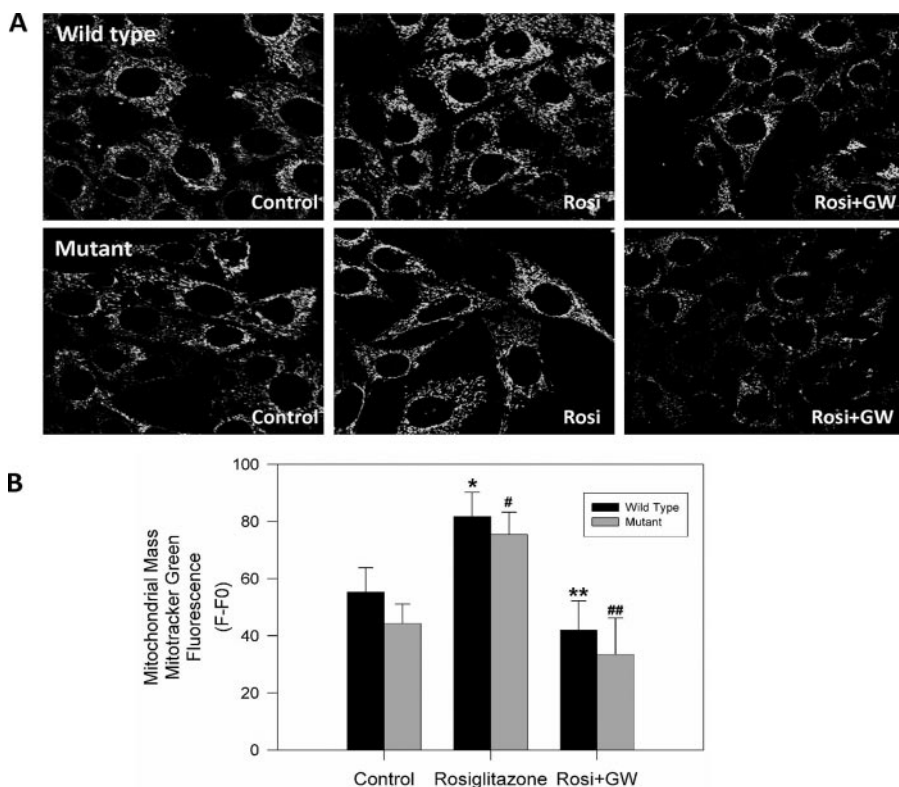 A
Wild type
Control
Rosi
Rosi+GW
Mutant
Control
Rosi
Rosi+GW
B
Mitochondrial Mass
Mitotracker Green
Fluorescence
(F-F0)
100
80
60
40
20
0
*
#
**
##
Wild Type
Mutant
Control
Rosiglitazone
Rosi+GW